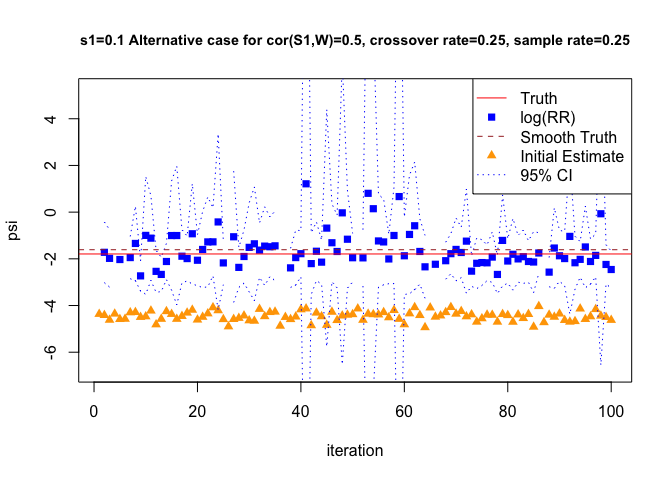 s1=0.1 Alternative case for cor(S1,W)=0.5, crossover rate=0.25, sample rate=0.25
Truth
log(RR)
Smooth Truth
Initial Estimate
95% CI
psi
4
2
0
-2
-4
-6
0 20 40 60 80 100
iteration